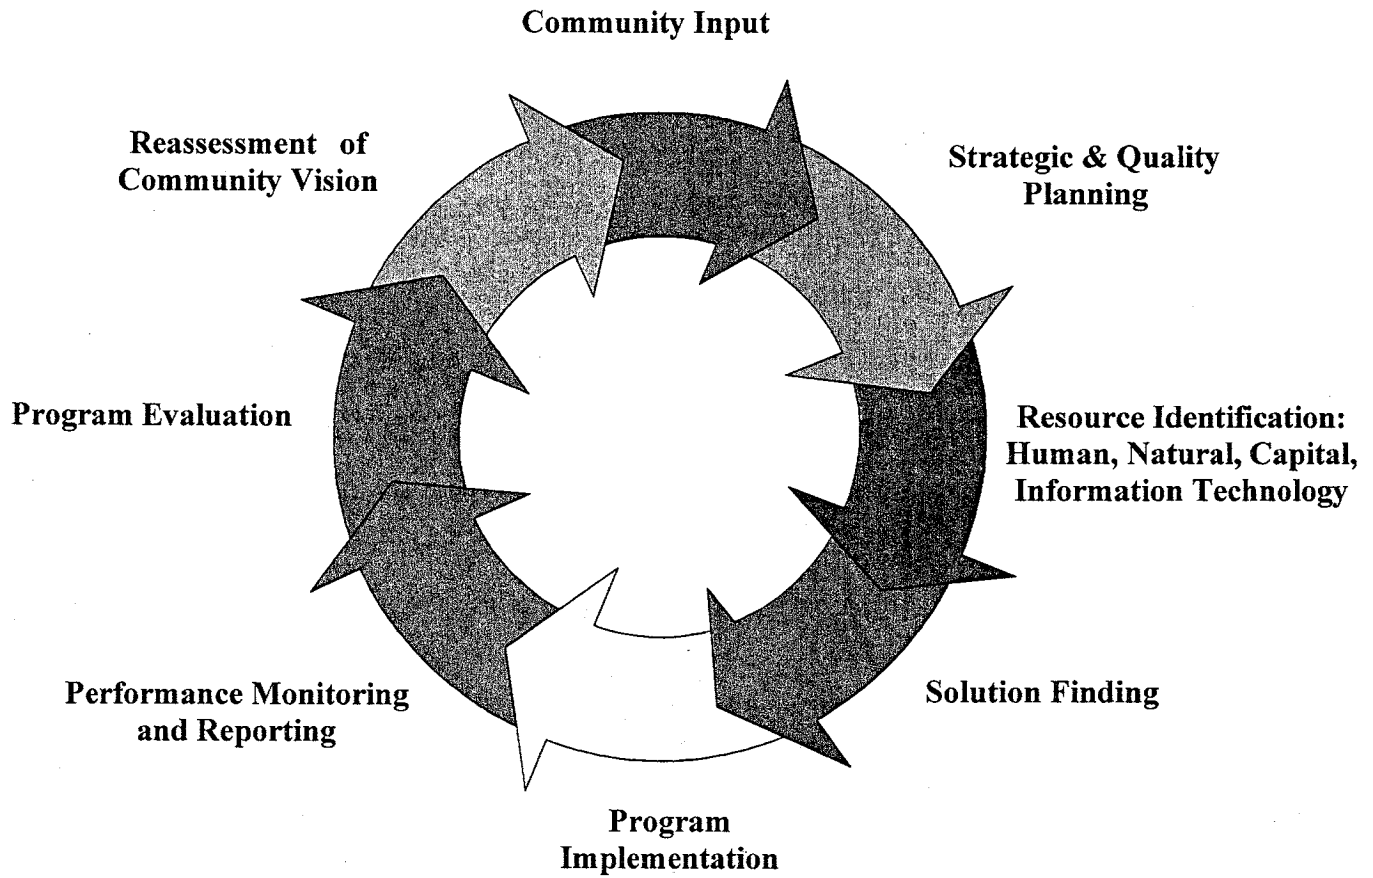 Community Input
Reassessment of
Community Vision
Strategic & Quality
Planning
Program Evaluation
Resource Identification:
Human, Natural, Capital,
Information Technology
Performance Monitoring
and Reporting
Solution Finding
Program
Implementation